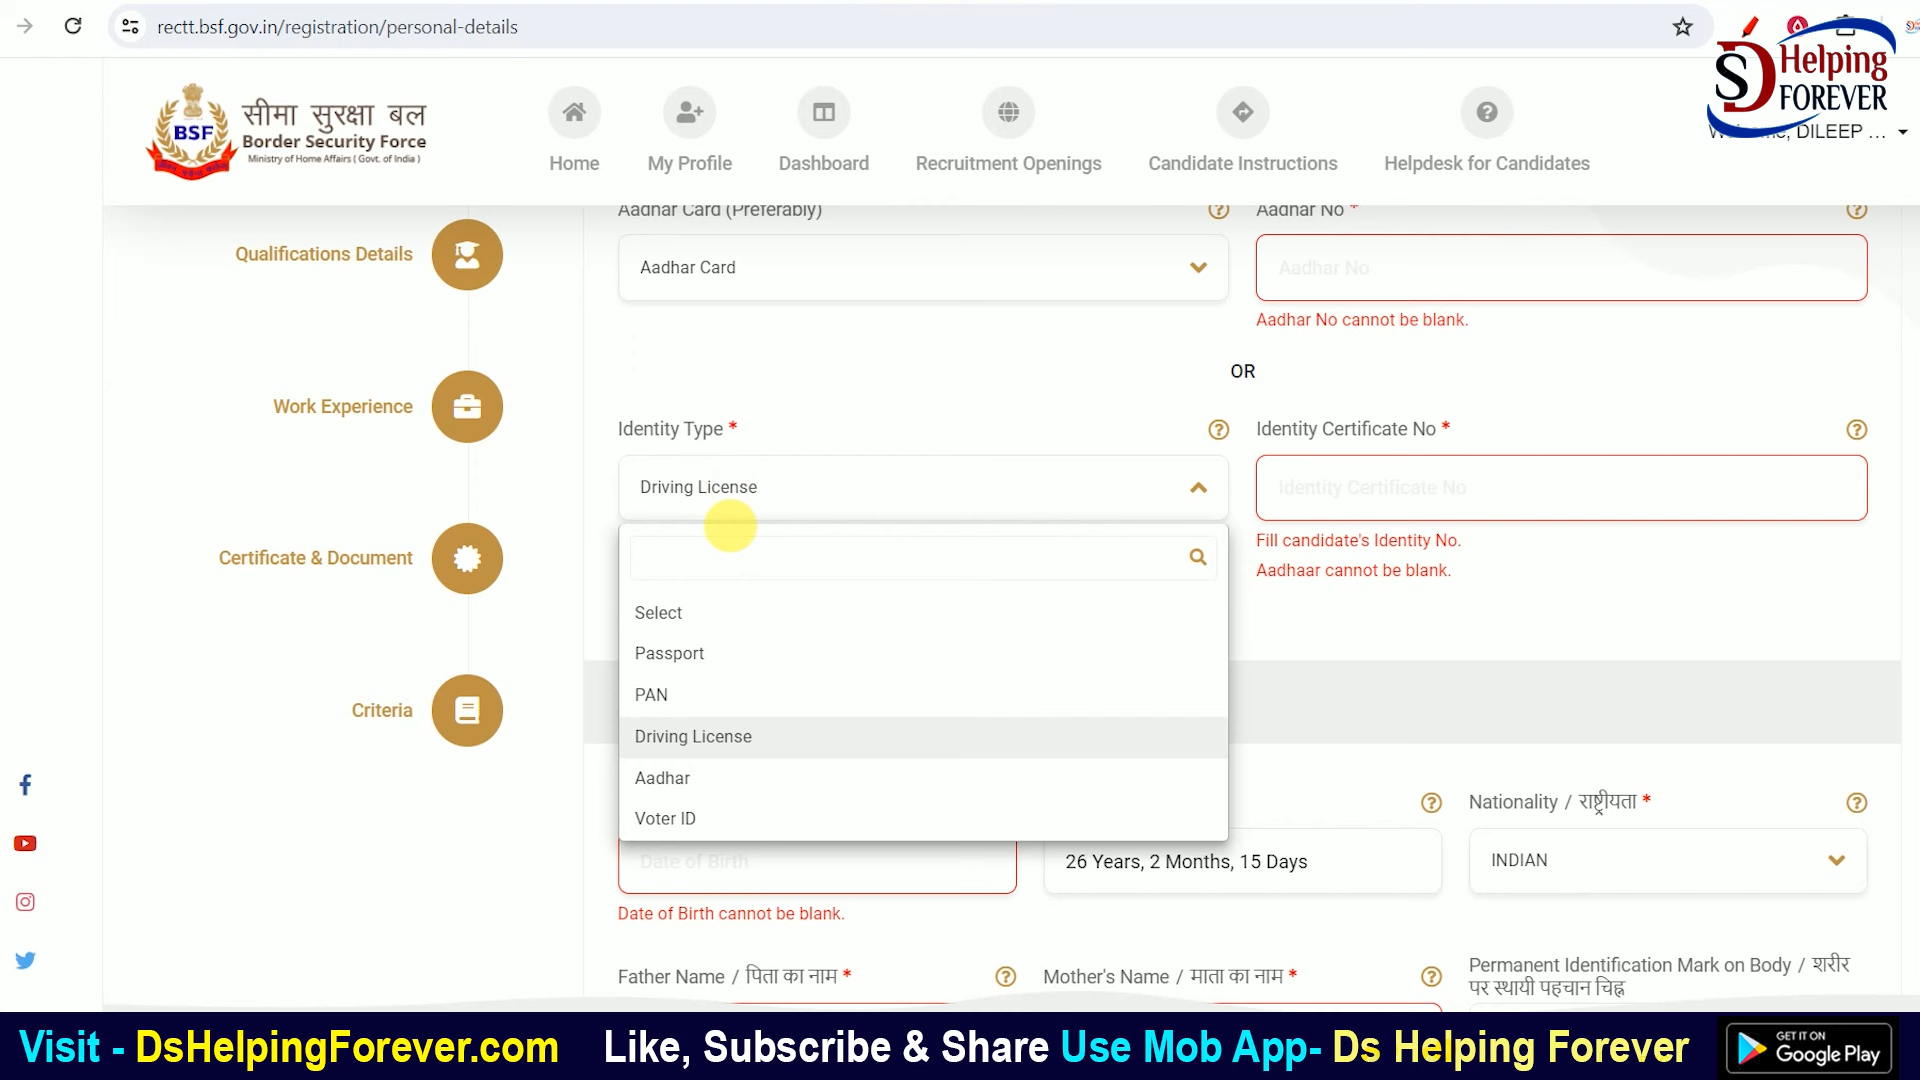 rectt.bsf.gov.in/registration/personal-details
SD Helping
FOREVER
BSF
सीमा सुरक्षा बल
Border Security Force
Ministry of Home Affairs ( Govt. of India )
Home
My Profile
Dashboard
Recruitment Openings
Candidate Instructions
Helpdesk for Candidates
DILEEP ...
Aadhar Card (Preferably)
Aadhar No *
Qualifications Details
Aadhar Card
Aadhar No
Aadhar No cannot be blank.
OR
Work Experience
Identity Type *
Identity Certificate No *
Driving License
Identity Certificate No
Fill candidate's Identity No.
Aadhaar cannot be blank.
Certificate & Document
Select
Passport
PAN
Driving License
Aadhar
Voter ID
Criteria
Nationality / राष्ट्रीयता *
Date of Birth
26 Years, 2 Months, 15 Days
INDIAN
Date of Birth cannot be blank.
Father Name / पिता का नाम *
Mother's Name / माता का नाम *
Permanent Identification Mark on Body / शरीर
पर स्थायी पहचान चिह्न
Visit - DsHelpingForever.com
Like, Subscribe & Share Use Mob App- Ds Helping Forever
GET IT ON
Google Play